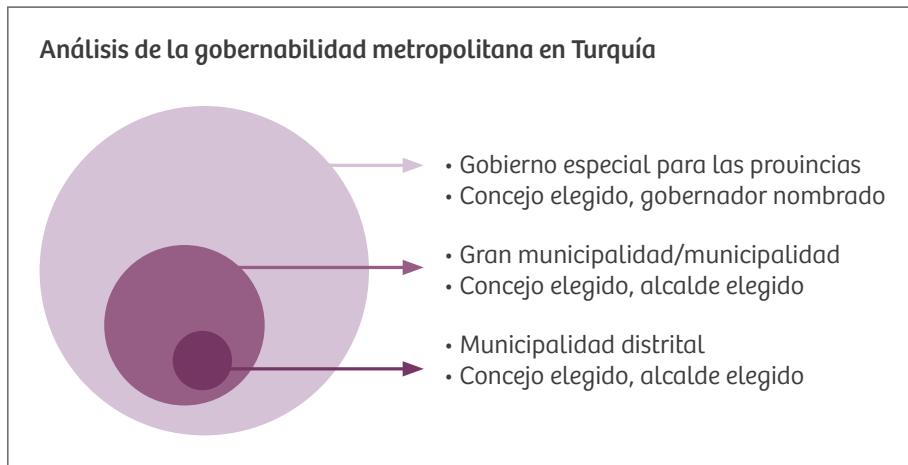 Análisis de la gobernabilidad metropolitana en Turquía
• Gobierno especial para las provincias
• Concejo elegido, gobernador nombrado
• Gran municipalidad/municipalidad
• Concejo elegido, alcalde elegido
• Municipalidad distrital
• Concejo elegido, alcalde elegido